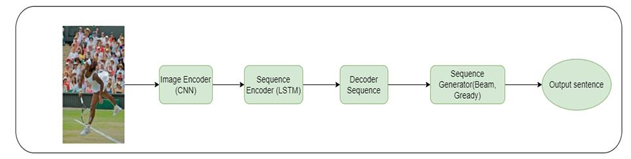 Image Encoder
(CNN)
Sequence
Encoder (LSTM)
Decoder
Sequence
Sequence
Generator(Beam,
Gready)
Output sentence